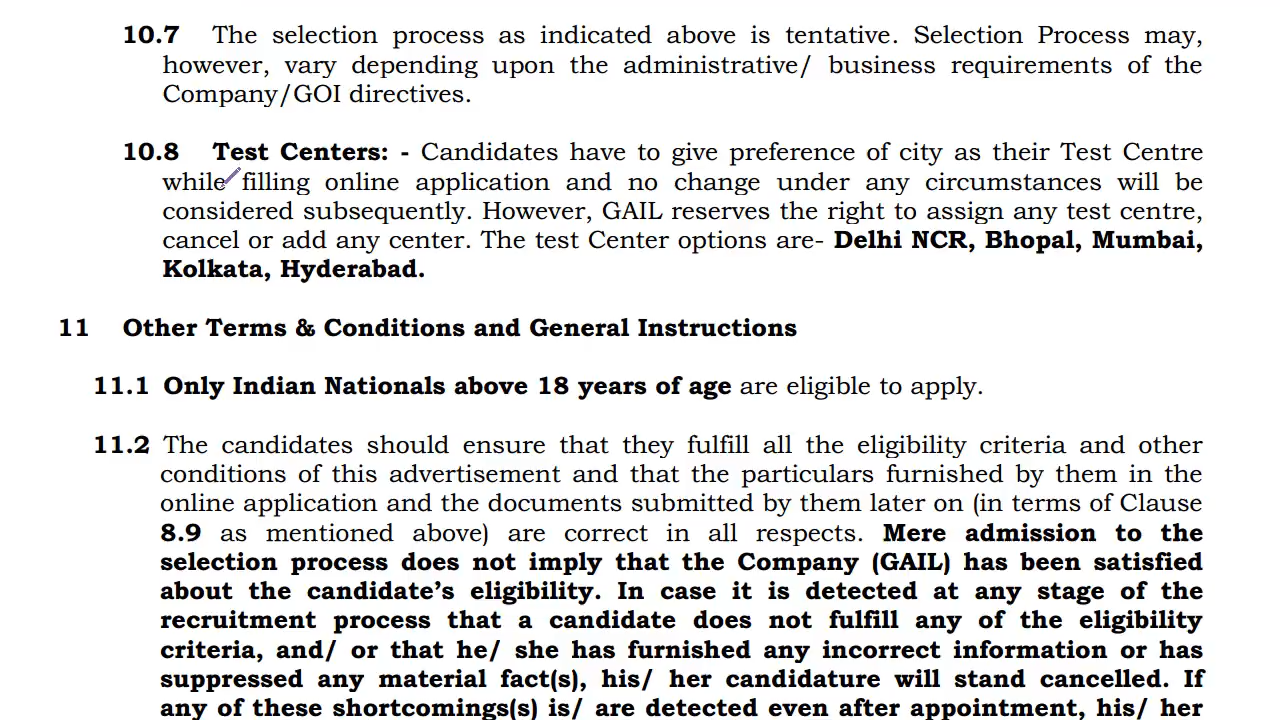 10.7 The selection process as indicated above is tentative. Selection Process may,
however, vary depending upon the administrative/ business requirements of the
Company/GOI directives.
10.8 Test Centers: - Candidates have to give preference of city as their Test Centre
while filling online application and no change under any circumstances will be
considered subsequently. However, GAIL reserves the right to assign any test centre,
cancel or add any center. The test Center options are- Delhi NCR, Bhopal, Mumbai,
Kolkata, Hyderabad.
11 Other Terms & Conditions and General Instructions
11.1 Only Indian Nationals above 18 years of age are eligible to apply.
11.2 The candidates should ensure that they fulfill all the eligibility criteria and other
conditions of this advertisement and that the particulars furnished by them in the
online application and the documents submitted by them later on (in terms of Clause
8.9 as mentioned above) are correct in all respects. Mere admission to the
selection process does not imply that the Company (GAIL) has been satisfied
about the candidate’s eligibility. In case it is detected at any stage of the
recruitment process that a candidate does not fulfill any of the eligibility
criteria, and/ or that he/ she has furnished any incorrect information or has
suppressed any material fact(s), his/ her candidature will stand cancelled. If
any of these shortcomings(s) is/ are detected even after appointment, his/ her